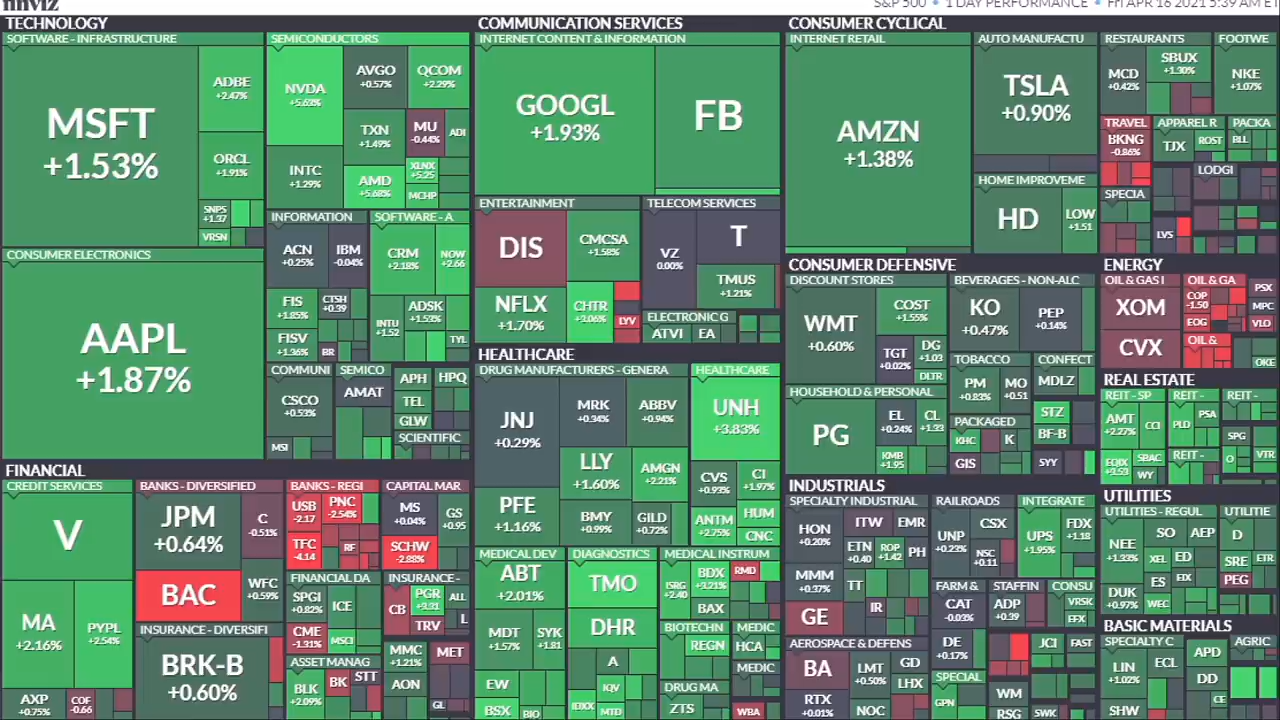 finviz
S&P 500 • 1 DAY PERFORMANCE • Fri APR 16 2021 5:39 AM ET
TECHNOLOGY
SOFTWARE - INFRASTRUCTURE
MSFT
+1.53%
ADBE
+2.47%
ORCL
+1.91%
SNPS
+1.37
VRSN
SEMICONDUCTORS
NVDA
+5.63%
AVGO
+0.57%
QCOM
+2.29%
TXN
+1.49%
MU
-0.44%
ADI
INTC
+1.29%
AMD
+5.68%
XLNX
+5.25
MCHP
CONSUMER ELECTRONICS
AAPL
+1.87%
INFORMATION
ACN
+0.25%
IBM
-0.04%
FIS
+1.85%
CTSH
+0.39
FISV
+1.36%
BR
SOFTWARE - A
CRM
+2.18%
NOW
+2.66
INTU
+1.52
ADSK
+1.53%
TYL
COMMUNI
CSCO
+0.53%
MSI
SEMICO
AMAT
APH
HPQ
TEL
GLW
SCIENTIFIC
COMMUNICATION SERVICES
INTERNET CONTENT & INFORMATION
GOOGL
+1.93%
FB
ENTERTAINMENT
DIS
CMCSA
+1.58%
NFLX
+1.70%
CHTR
+3.06%
LYV
TELECOM SERVICES
VZ
0.00%
T
TMUS
+1.21%
ELECTRONIC G
ATVI
EA
CONSUMER CYCLICAL
INTERNET RETAIL
AMZN
+1.38%
AUTO MANUFACTU
TSLA
+0.90%
HOME IMPROVEME
HD
LOW
+1.51
RESTAURANTS
MCD
+0.42%
SBUX
+1.30%
FOOTWE
NKE
+1.07%
TRAVEL
BKNG
-0.86%
APPAREL R
TJX
ROST
PACKA
BLL
SPECIA
LODGI
LVS
HEALTHCARE
DRUG MANUFACTURERS - GENERA
JNJ
+0.29%
MRK
+0.34%
ABBV
+0.94%
LLY
+1.60%
AMGN
+2.21%
PFE
+1.16%
BMY
+0.99%
GILD
+0.72%
HEALTHCARE
UNH
+3.83%
CVS
+0.93%
CI
+1.97%
ANTM
+2.75%
HUM
CNC
MEDICAL DEV
ABT
+2.01%
MDT
+1.57%
SYK
+1.81
EW
BSX
BIO
DIAGNOSTICS
TMO
DHR
A
IQV
IDXX
MTD
MEDICAL INSTRUM
ISRG
+2.40
BDX
+3.21%
RMD
BAX
BIOTECHN
REGN
MEDIC
HCA
MEDIC
DRUG MA
ZTS
WBA
CONSUMER DEFENSIVE
DISCOUNT STORES
WMT
+0.60%
COST
+1.55%
TGT
+0.02%
DG
+1.03
DLTR
BEVERAGES - NON-ALC
KO
+0.47%
PEP
+0.14%
HOUSEHOLD & PERSONAL
PG
EL
+0.24%
CL
+1.33
KMB
+1.95
TOBACCO
PM
+0.83%
MO
+0.51
CONFECT
MDLZ
PACKAGED
KHC
K
GIS
STZ
BF-B
SYY
ENERGY
OIL & GAS I
XOM
CVX
OIL & GA
COP
-1.50
EOG
OIL &
PSX
MPC
VLO
OKE
REAL ESTATE
REIT - SP
AMT
+2.27%
CCI
EQIX
+2.53
SBAC
WY
REIT -
PLD
PSA
REIT -
REIT -
SPG
O
VTR
FINANCIAL
CREDIT SERVICES
V
MA
+2.16%
PYPL
+2.54%
AXP
+0.75%
COF
-0.66
BANKS - DIVERSIFIED
JPM
+0.64%
C
-0.51%
BAC
WFC
+0.59%
INSURANCE - DIVERSIFI
BRK-B
+0.60%
BANKS - REGI
USB
-2.17
PNC
-2.54%
TFC
-4.14
RF
CAPITAL MAR
MS
+0.04%
GS
+0.95
SCHW
-2.88%
FINANCIAL DA
SPGI
+0.82%
ICE
CME
-1.31%
MSCI
INSURANCE -
CB
PGR
+3.31
ALL
TRV
L
ASSET MANAG
BLK
+2.09%
BK
STT
MMC
+1.21%
MET
AON
GL
INDUSTRIALS
SPECIALTY INDUSTRIAL
HON
+0.20%
ITW
EMR
ETN
+0.40
ROP
+1.42
PH
MMM
+0.37%
TT
GE
IR
RAILROADS
UNP
+0.23%
CSX
NSC
+0.11
INTEGRATE
UPS
+1.95%
FDX
+1.18
FARM &
CAT
-0.03%
DE
+0.17%
STAFFIN
ADP
+0.39
CONSU
VRSK
EFX
AEROSPACE & DEFENS
BA
LMT
+0.50%
GD
LHX
RTX
+0.01%
NOC
SPECIAL
GPN
JCI
FAST
WM
RSG
SWK
UTILITIES
UTILITIES - REGUL
NEE
+1.33%
SO
AEP
XEL
ED
ES
EIX
DUK
+0.97%
WEC
UTILITIE
D
SRE
ETR
PEG
BASIC MATERIALS
SPECIALTY C
LIN
+1.02%
ECL
SHW
APD
DD
CE
AGRIC